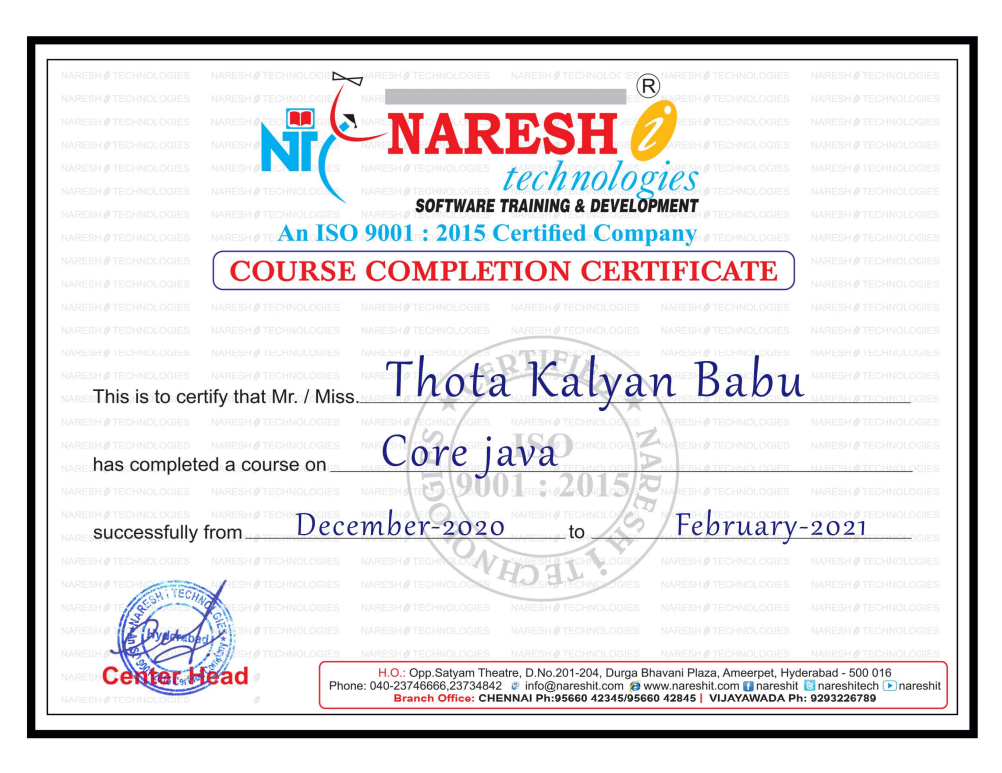 NTC
NARESH i ®
technologies
SOFTWARE TRAINING & DEVELOPMENT
An ISO 9001 : 2015 Certified Company
COURSE COMPLETION CERTIFICATE
This is to certify that Mr. / Miss. Thota Kalyan Babu
has completed a course on Core java
successfully from December-2020 to February-2021
CERTIFIED
ISO
9001 : 2015
NARESH i TECHNOLOGIES
NARESH i TECHNOLOGIES
Hyderabad
Center Head
H.O.: Opp.Satyam Theatre, D.No.201-204, Durga Bhavani Plaza, Ameerpet, Hyderabad - 500 016
Phone: 040-23746666,23734842 info@nareshit.com www.nareshit.com nareshit nareshitech nareshit
Branch Office: CHENNAI Ph:95660 42345/95660 42845 | VIJAYAWADA Ph: 9293226789